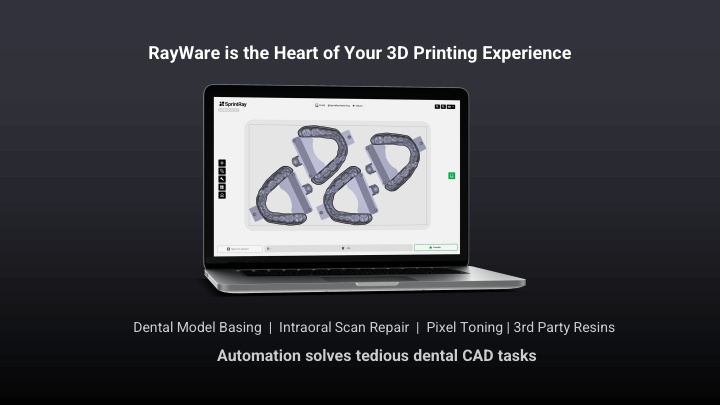 RayWare is the Heart of Your 3D Printing Experience
SprintRay
Dental Model Basing | Intraoral Scan Repair | Pixel Toning | 3rd Party Resins
Automation solves tedious dental CAD tasks